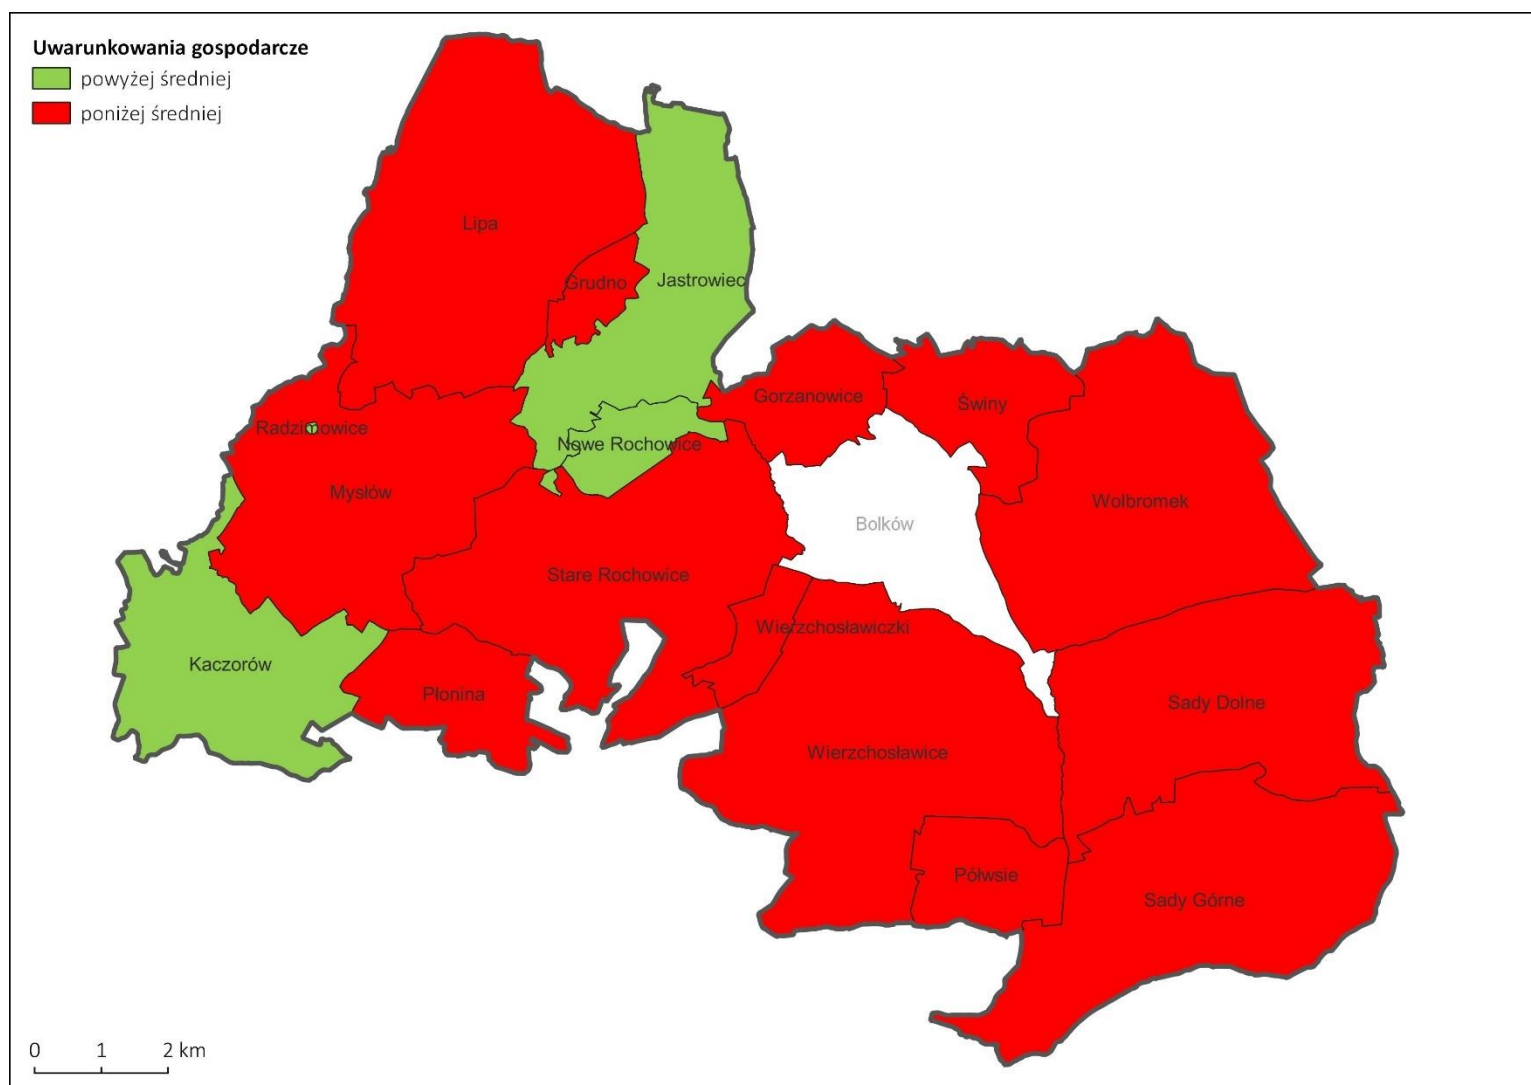 Uwarunkowania gospodarcze
powyżej średniej
poniżej średniej
Lipa
Grudno
Jastrowiec
Gorzanowice
Świny
Radzimowice
Nowe Rochowice
Mysłów
Wolbromek
Bolków
Stare Rochowice
Wierzchosławiczki
Kaczorów
Płonina
Sady Dolne
Wierzchosławice
Półwsie
Sady Górne
0 1 2 km